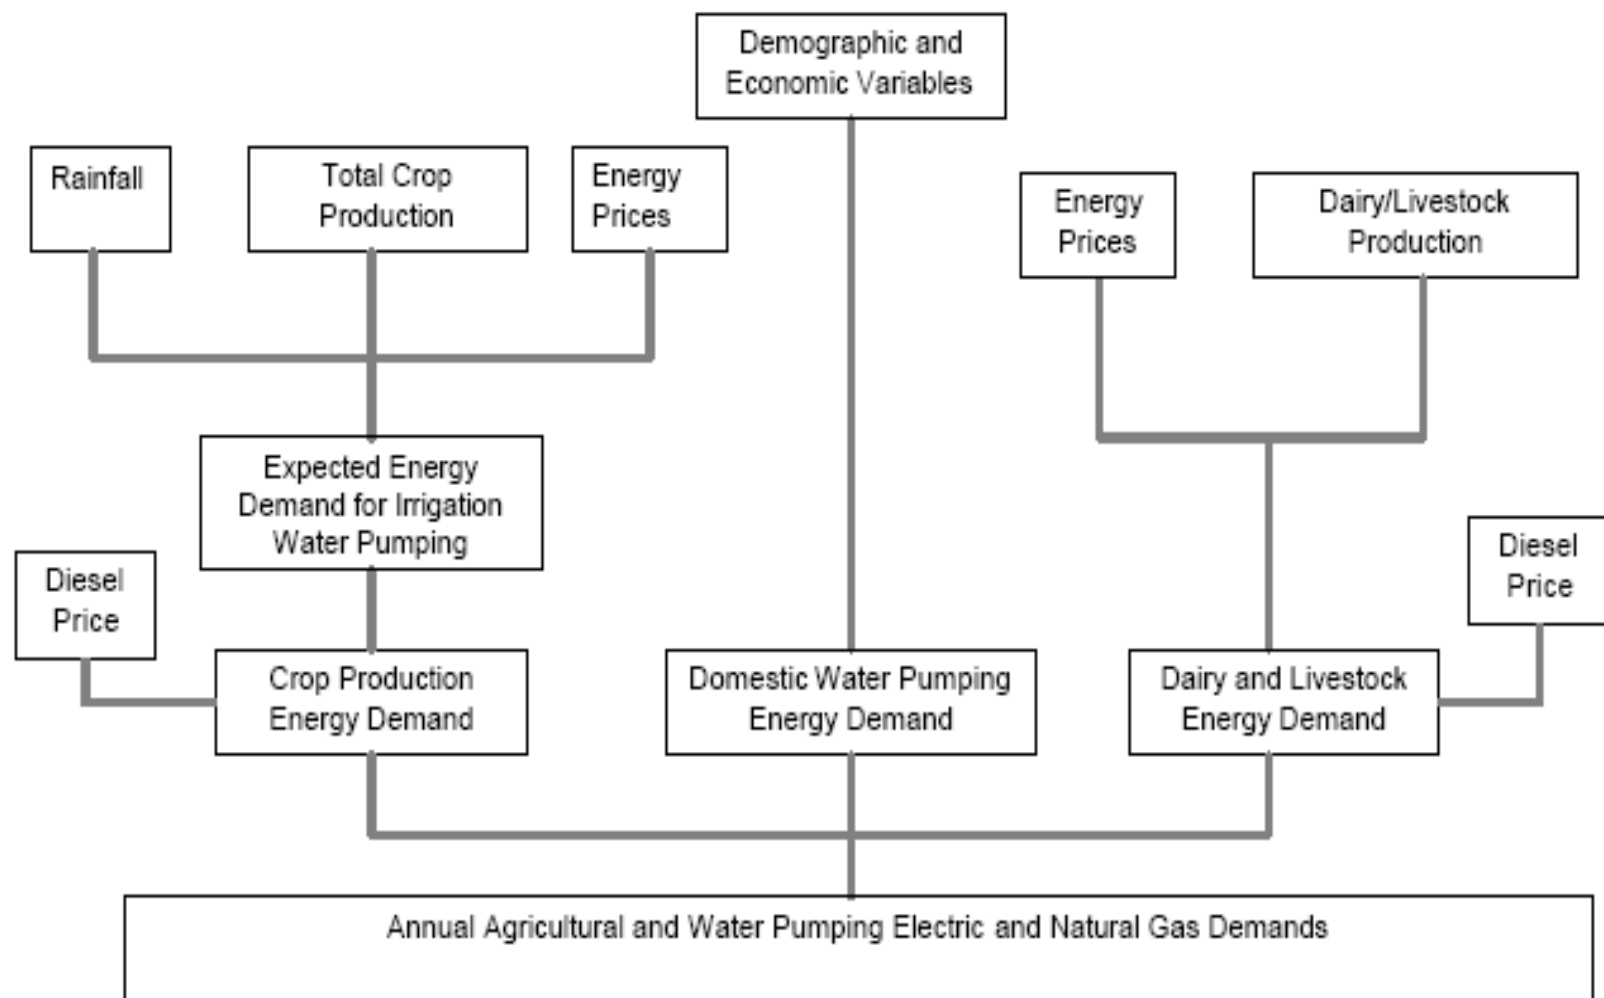 Demographic and
Economic Variables
Rainfall
Total Crop
Production
Energy
Prices
Energy
Prices
Dairy/Livestock
Production
Expected Energy
Demand for Irrigation
Water Pumping
Diesel
Price
Diesel
Price
Crop Production
Energy Demand
Domestic Water Pumping
Energy Demand
Dairy and Livestock
Energy Demand
Annual Agricultural and Water Pumping Electric and Natural Gas Demands